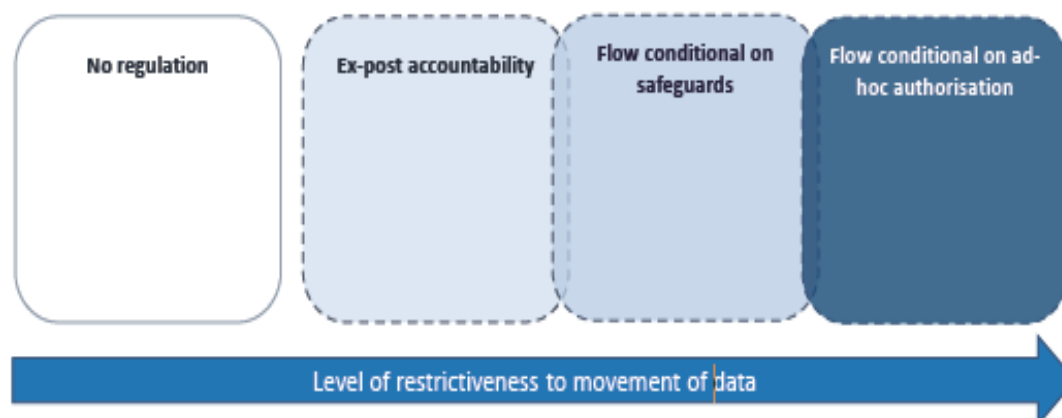 No regulation
Ex-post accountability
Flow conditional on
safeguards
Flow conditional on ad-
hoc authorisation
Level of restrictiveness to movement of data